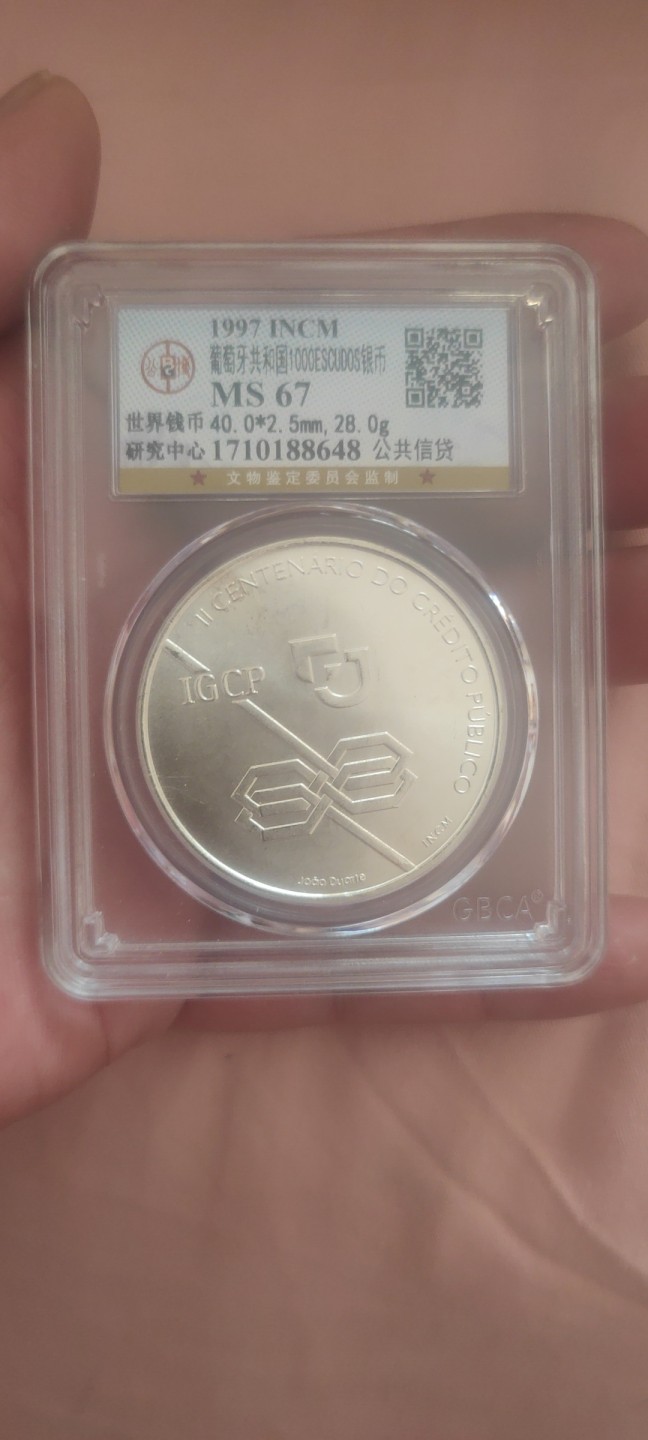 1997 INCM
葡萄牙共和国1000ESCUDOS银币
MS 67
世界钱币 40.0*2.5mm, 28.0g
研究中心 1710188648 公共信贷
★ 文物鉴定委员会监制 ★
II CENTENÁRIO DO CRÉDITO PÚBLICO
IGCP
João Duarte
INCM
GBCA®